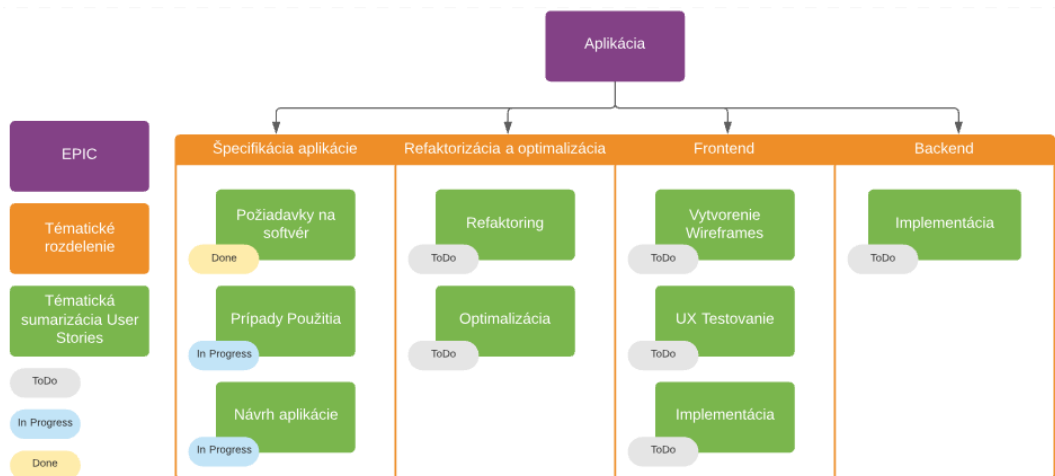 Aplikácia
EPIC
Tématické
rozdelenie
Tématická
sumarizácia User
Stories
ToDo
In Progress
Done
Špecifikácia aplikácie
Požiadavky na
softvér
Done
Prípady Použitia
In Progress
Návrh aplikácie
In Progress
Refaktorizácia a optimalizácia
Refaktoring
ToDo
Optimalizácia
ToDo
Frontend
Vytvorenie
Wireframes
ToDo
UX Testovanie
ToDo
Implementácia
ToDo
Backend
Implementácia
ToDo